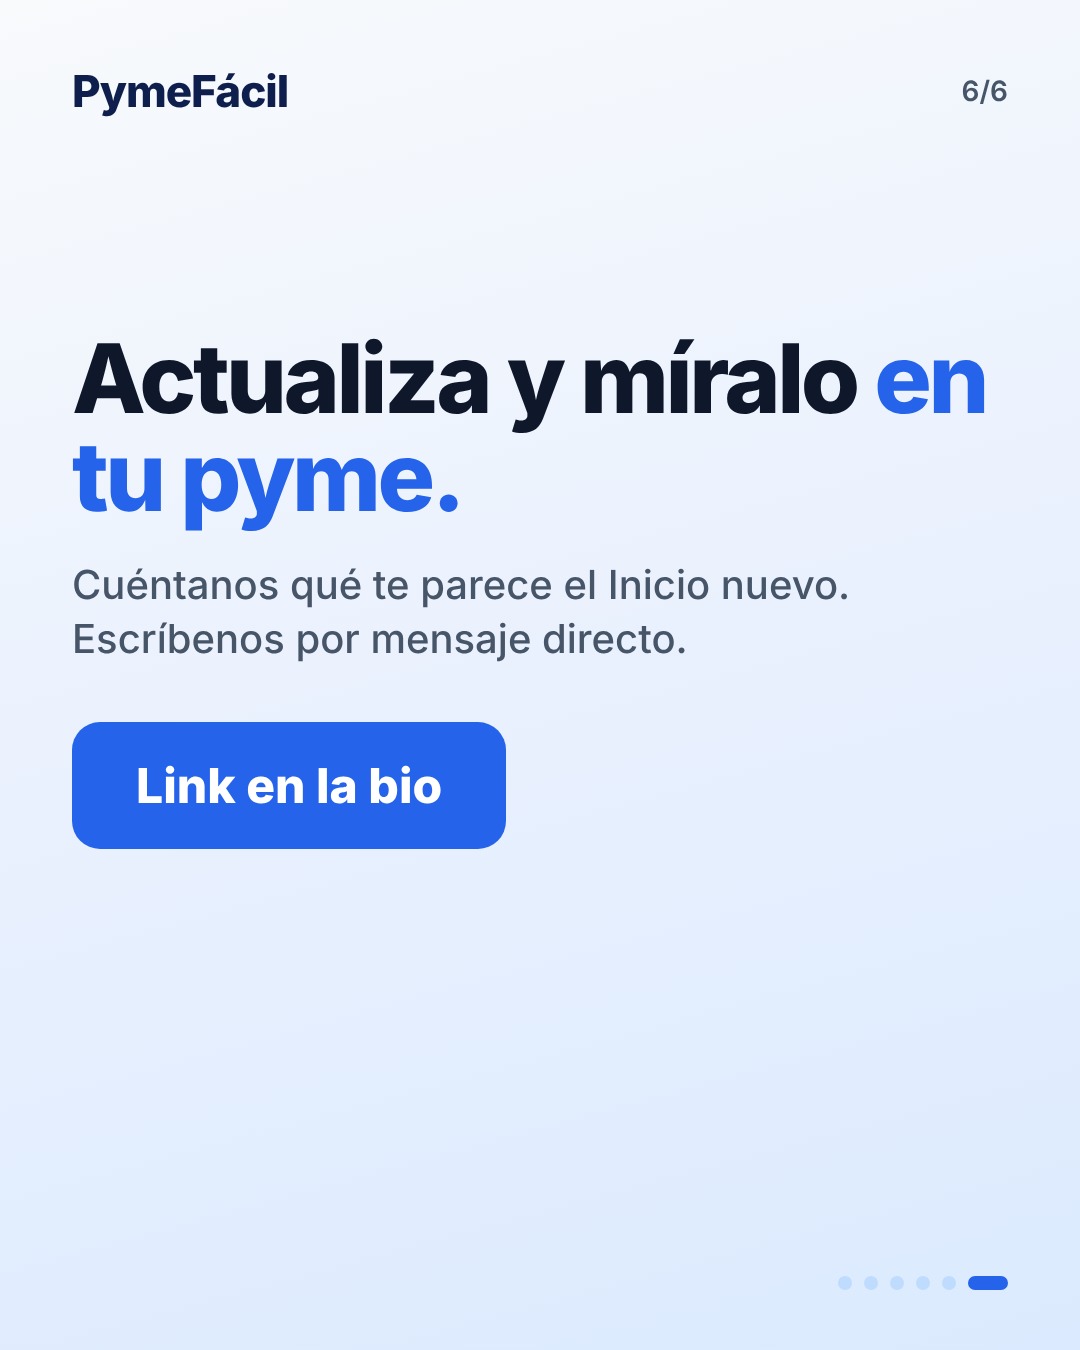 PymeFácil
6/6
Actualiza y míralo en
tu pyme.
Cuéntanos qué te parece el Inicio nuevo.
Escríbenos por mensaje directo.
Link en la bio